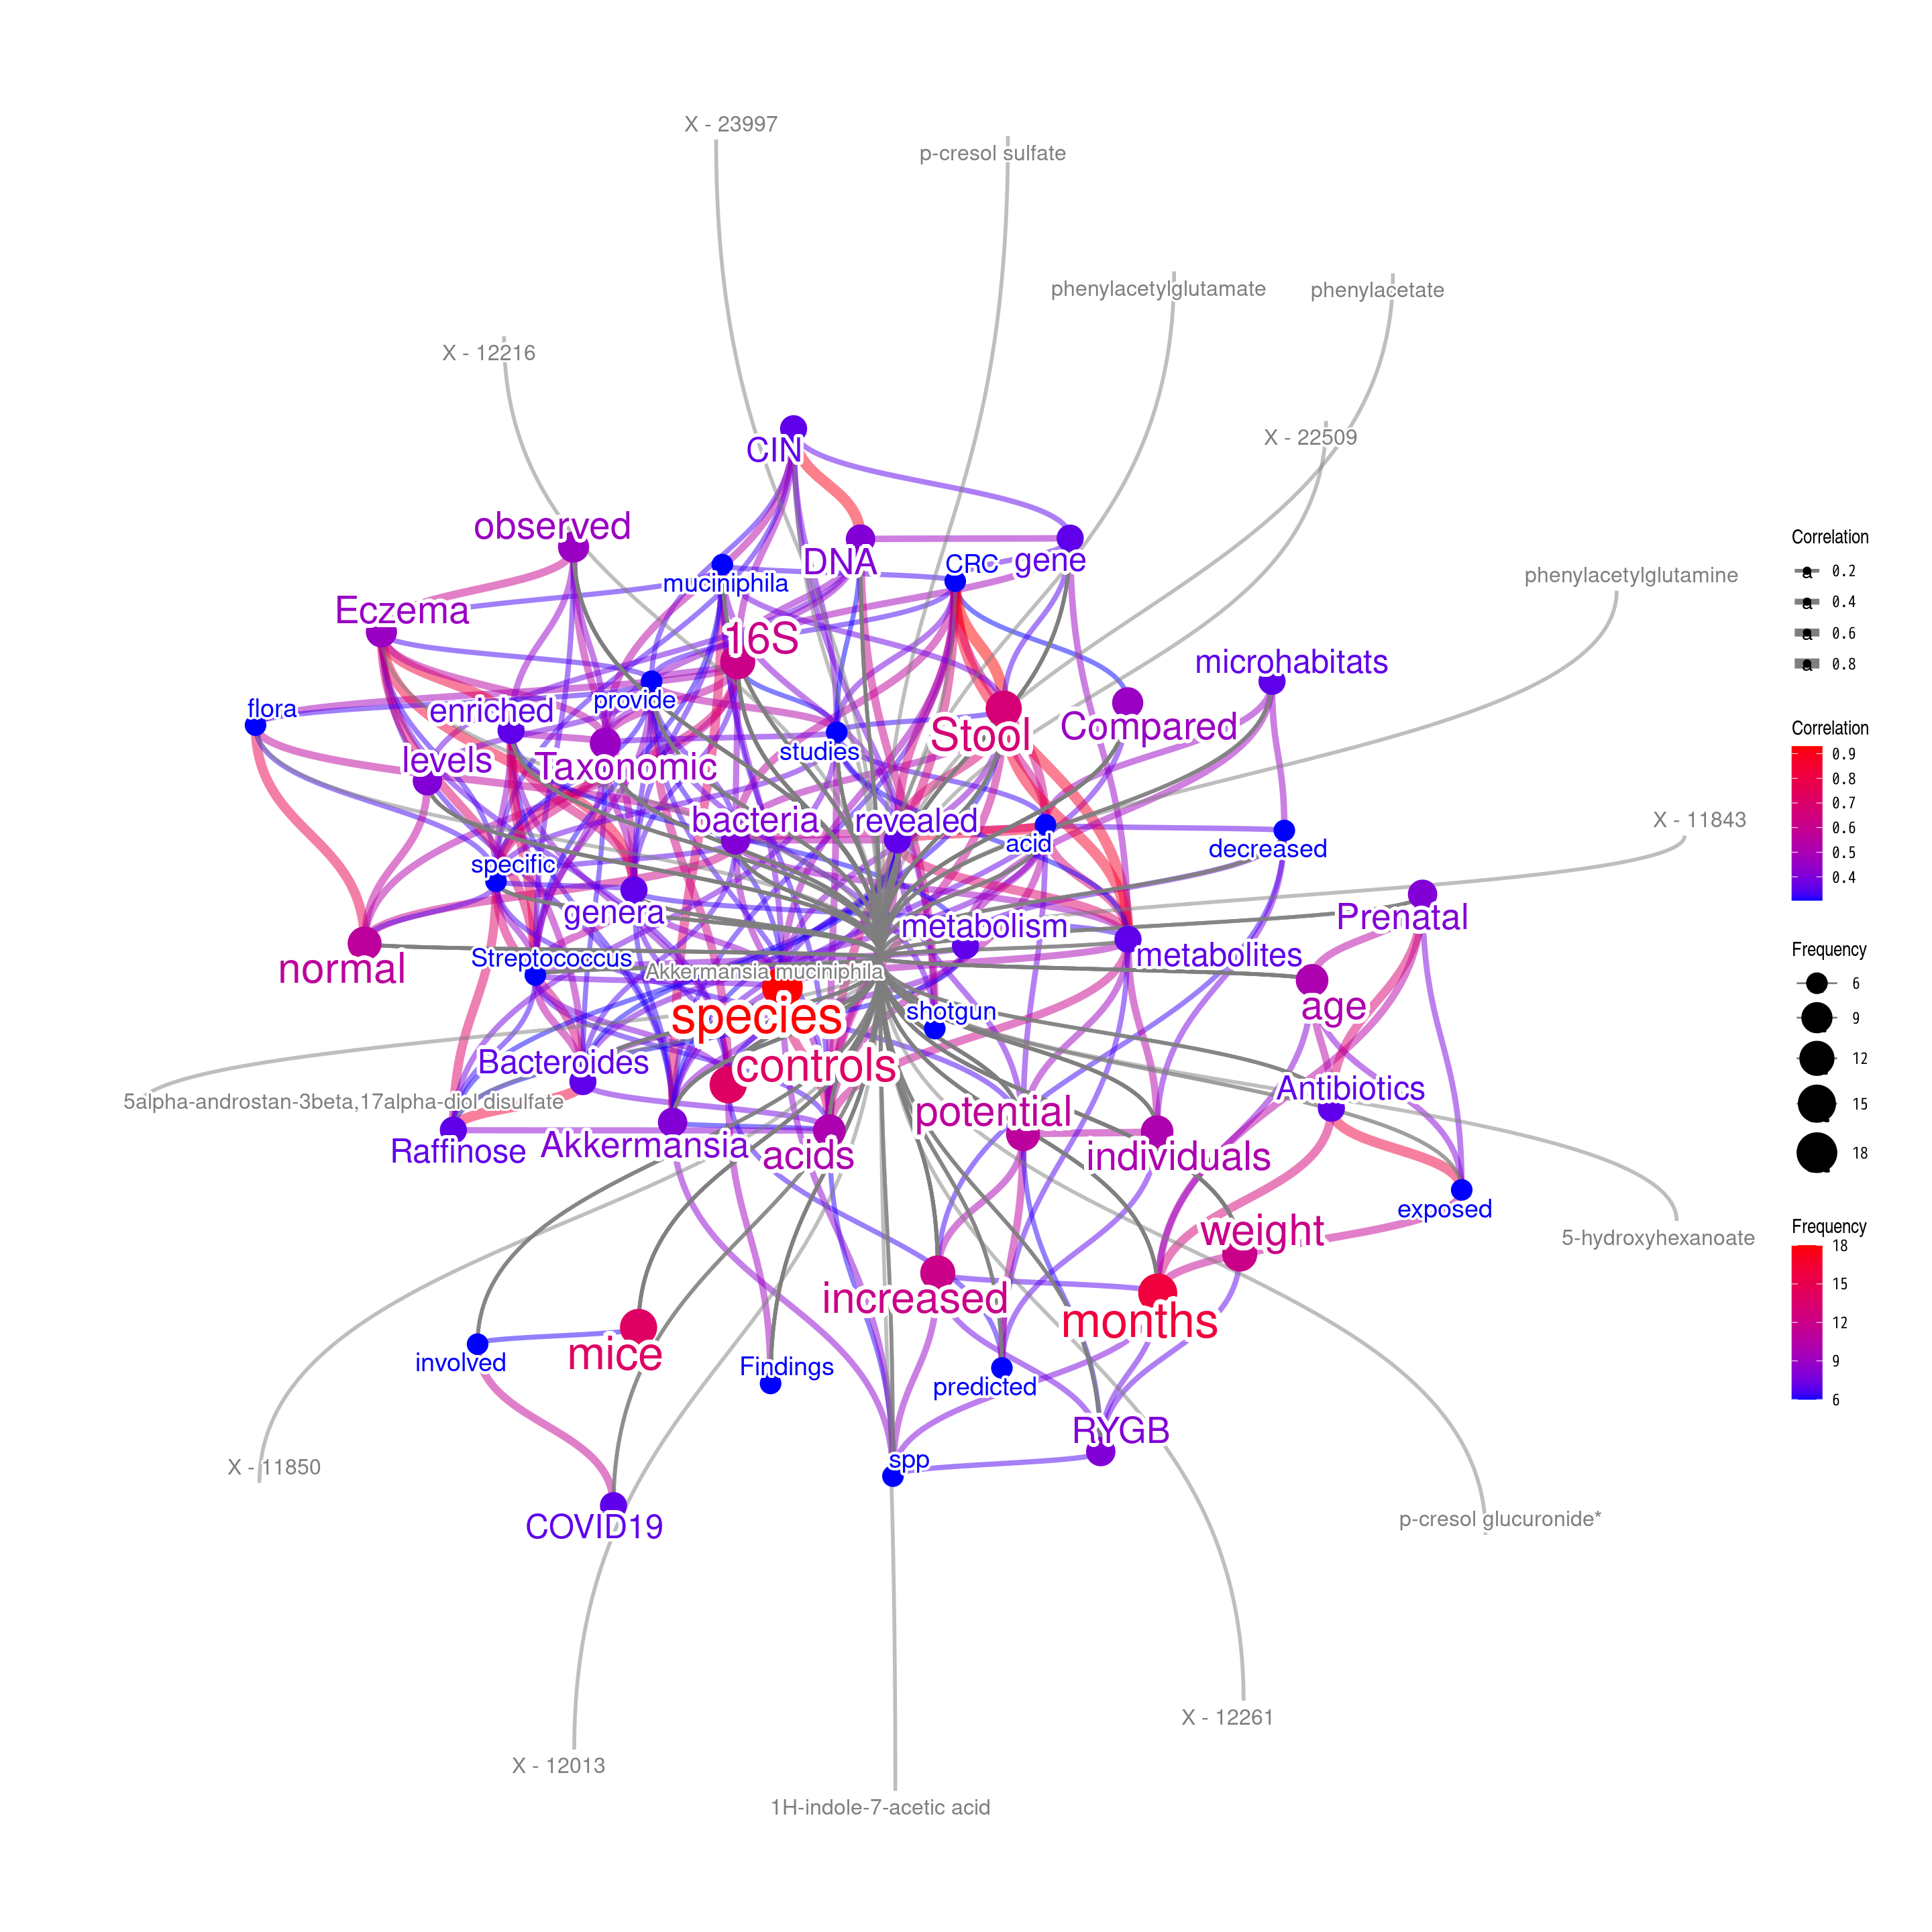 X - 23997
p-cresol sulfate
phenylacetylglutamate
phenylacetate
X - 12216
X - 22509
CIN
observed
DNA
CRC
gene
muciniphila
phenylacetylglutamine
Eczema
16S
microhabitats
flora
enriched
provide
Stool
Compared
levels
Taxonomic
studies
bacteria
revealed
acid
decreased
X - 11843
specific
genera
metabolism
Prenatal
normal
Streptococcus
Akkermansia muciniphila
metabolites
species
shotgun
age
Bacteroides
controls
5alpha-androstan-3beta,17alpha-diol disulfate
potential
Antibiotics
Raffinose
Akkermansia
acids
individuals
exposed
weight
5-hydroxyhexanoate
increased
months
involved
mice
Findings
predicted
RYGB
X - 11850
spp
COVID19
p-cresol glucuronide*
X - 12261
X - 12013
1H-indole-7-acetic acid
Correlation
a 0.2
a 0.4
a 0.6
a 0.8
Correlation
0.9
0.8
0.7
0.6
0.5
0.4
Frequency
6
9
12
15
18
Frequency
18
15
12
9
6